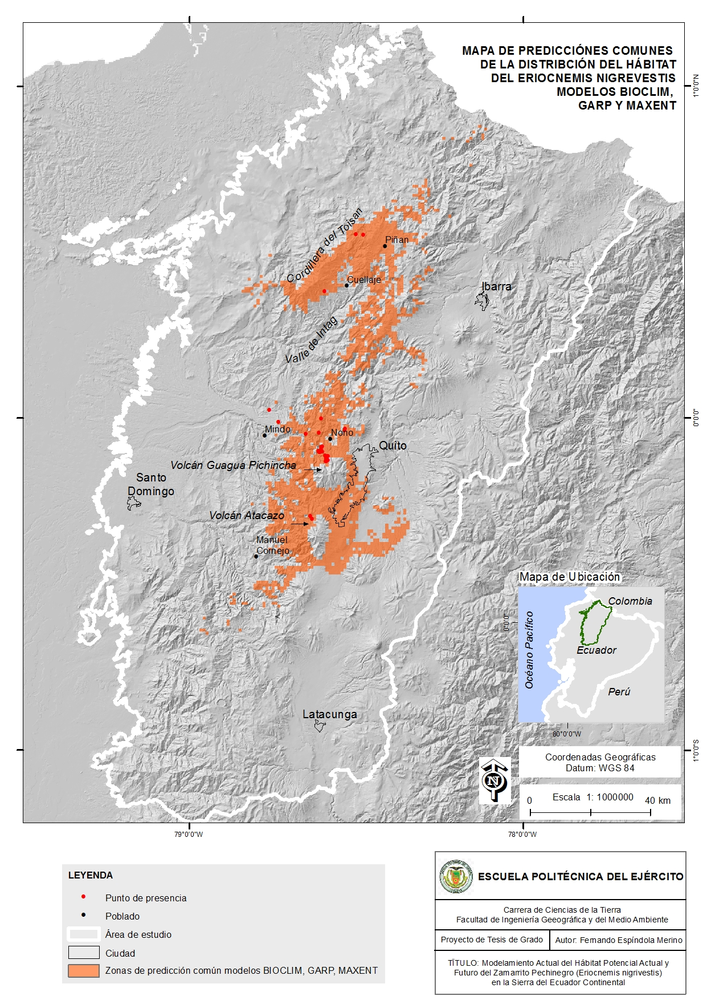 MAPA DE PREDICCIÓNES COMUNES
DE LA DISTRIBCIÓN DEL HÁBITAT
DEL ERIOCNEMIS NIGREVESTIS
MODELOS BIOCLIM,
GARP Y MAXENT
1°0'0"N
Cordillera del Toisan
Piñan
Cuellaje
Ibarra
Valle de Intag
0°0'0"
Mindo
Nono
Quito
Volcán Guagua Pichincha
Santo
Domingo
Volcán Atacazo
Manuel
Cornejo
Mapa de Ubicación
Colombia
0°0'0"
Océano Pacífico
Ecuador
Perú
80°0'0"W
Latacunga
1°0'0"S
Coordenadas Geográficas
Datum: WGS 84
N
Escala 1: 1000000
0 40 km
79°0'0"W
78°0'0"W
LEYENDA
Punto de presencia
Poblado
Área de estudio
Ciudad
Zonas de predicción común modelos BIOCLIM, GARP, MAXENT
ESCUELA POLITÉCNICA DEL EJÉRCITO
Carrera de Ciencias de la Tierra
Facultad de Ingeniería Geeográfica y del Medio Ambiente
Proyecto de Tesis de Grado
Autor: Fernando Espíndola Merino
TÏTULO: Modelamiento Actual del Hábitat Potencial Actual y
Futuro del Zamarrito Pechinegro (Eriocnemis nigrivestis)
en la Sierra del Ecuador Continental